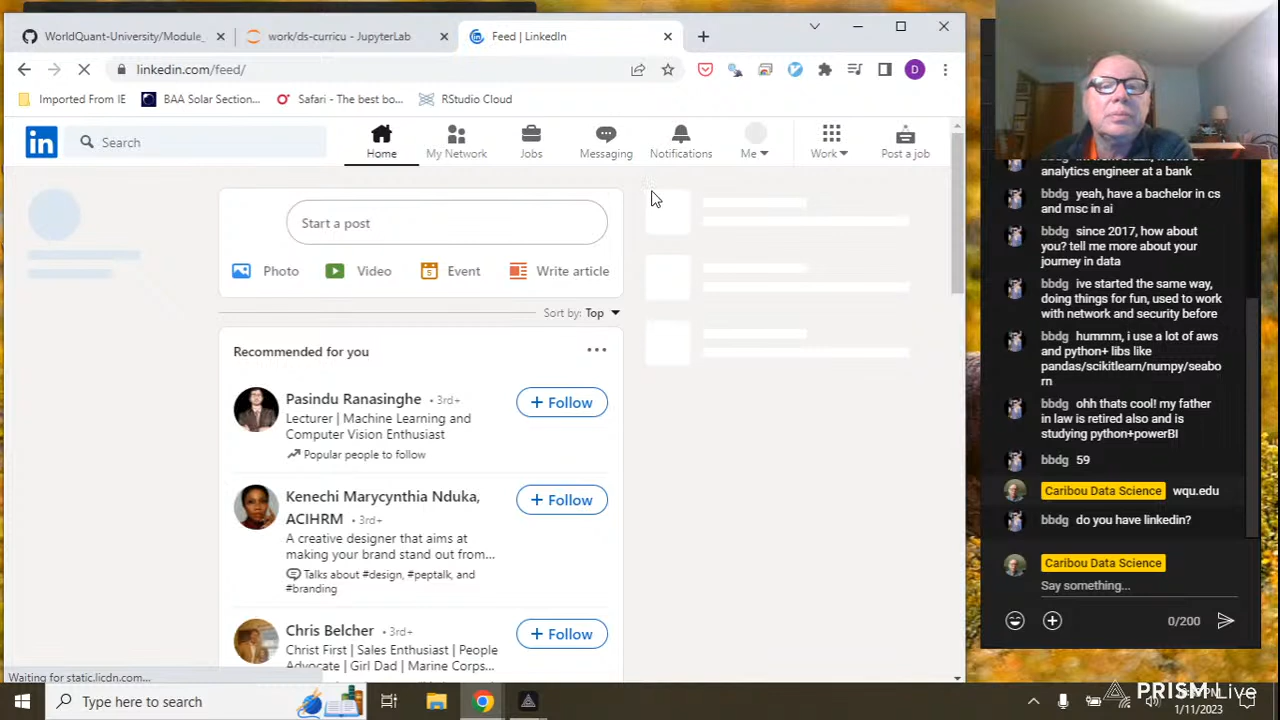 WorldQuant-University/Module_
work/ds-curricu - JupyterLab
Feed | LinkedIn
linkedin.com/feed/
D
Imported From IE
BAA Solar Section...
Safari - The best bo...
RStudio Cloud
in
Search
Home
My Network
Jobs
Messaging
Notifications
Me
Work
Post a job
Start a post
Photo
Video
Event
Write article
Sort by: Top
Recommended for you
Pasindu Ranasinghe • 3rd+
Lecturer | Machine Learning and
Computer Vision Enthusiast
Popular people to follow
+ Follow
Kenechi Marycynthia Nduka,
ACIHRM • 3rd+
A creative designer that aims at
making your brand stand out from...
Talks about #design, #peptalk, and
#branding
+ Follow
Chris Belcher • 3rd+
Christ First | Sales Enthusiast | People
Advocate | Girl Dad | Marine Corps...
+ Follow
Waiting for static.licdn.com...
analytics engineer at a bank
bbdg yeah, have a bachelor in cs
and msc in ai
bbdg since 2017, how about
you? tell me more about your
journey in data
bbdg ive started the same way,
doing things for fun, used to work
with network and security before
bbdg hummm, i use a lot of aws
and python+ libs like
pandas/scikitlearn/numpy/seabo
rn
bbdg ohh thats cool! my father
in law is retired also and is
studying python+powerBI
bbdg 59
Caribou Data Science wqu.edu
bbdg do you have linkedin?
Caribou Data Science
Say something...
0/200
Type here to search
PRISM Live
1/11/2023